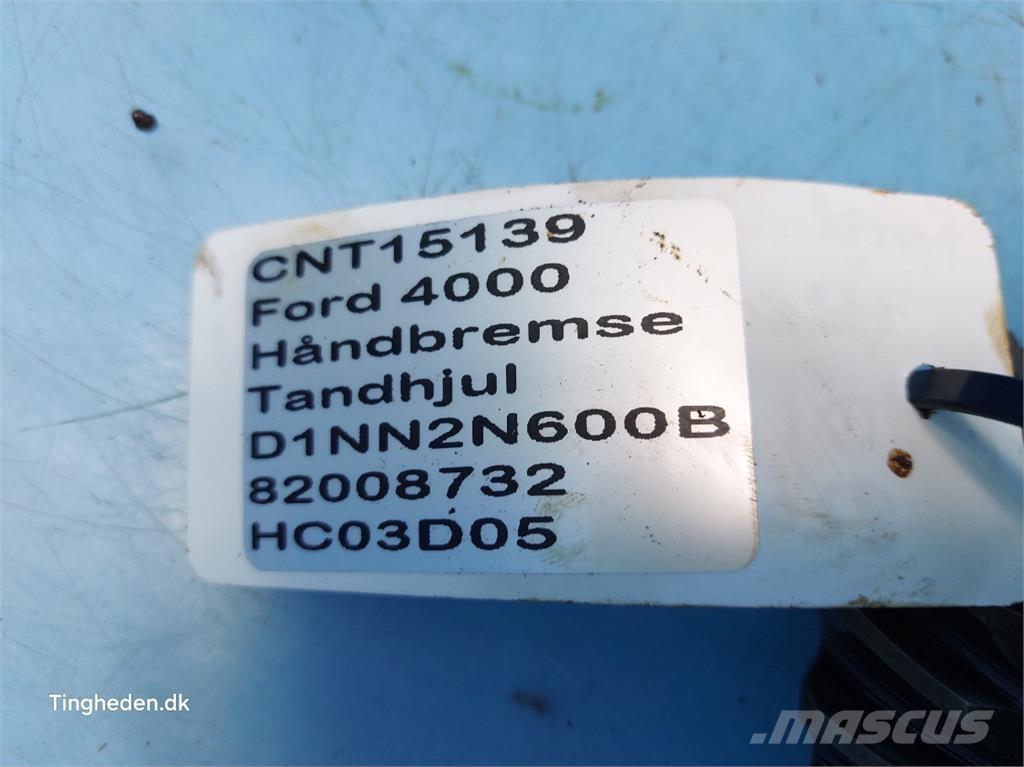 CNT15139
Ford 4000
Håndbremse
Tandhjul
D1NN2N600B
82008732
HC03D05
Tingheden.dk
MASCUS